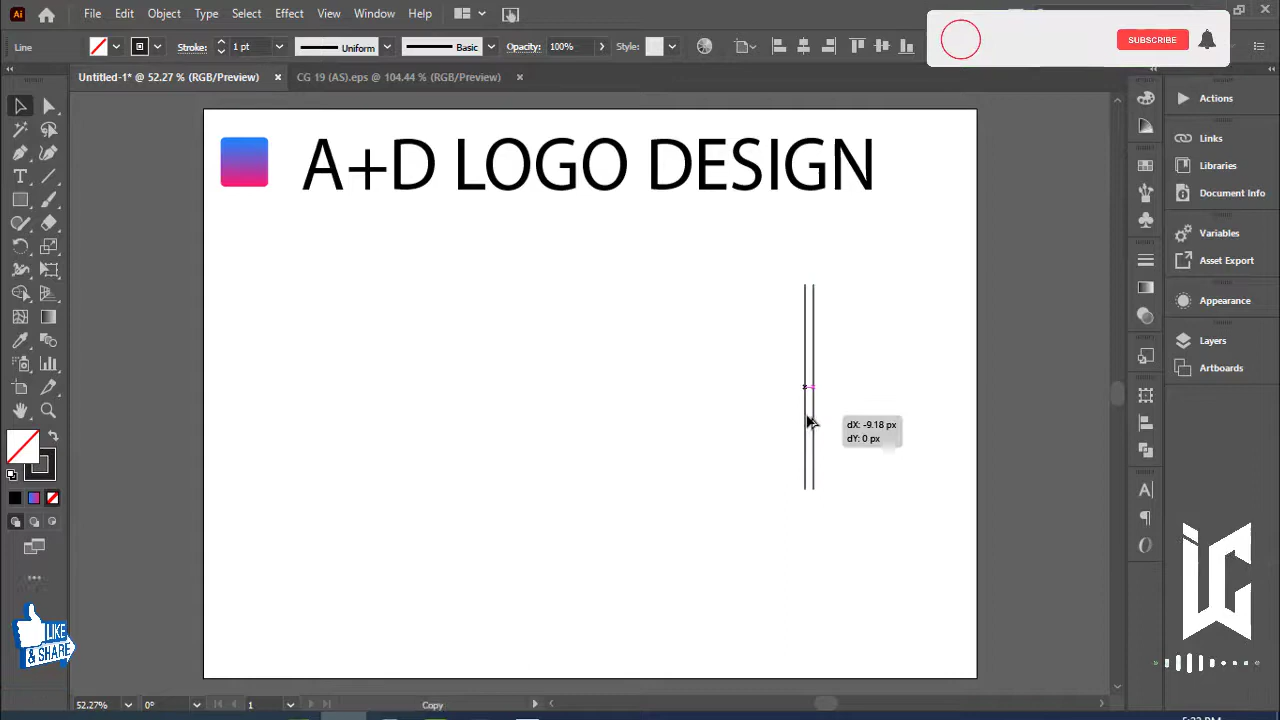 Ai File Edit Object Type Select Effect View Window Help
Line Stroke: 1 pt Uniform Basic Opacity: 100% Style: SUBSCRIBE
Untitled-1* @ 52.27 % (RGB/Preview) × CG 19 (AS).eps @ 104.44 % (RGB/Preview) ×
A+D LOGO DESIGN
Actions
Links
Libraries
Document Info
Variables
Asset Export
Appearance
Layers
Artboards
dX: -9.18 px
dY: 0 px
LIKE
& SHARE
52.27% 0° 1 Copy